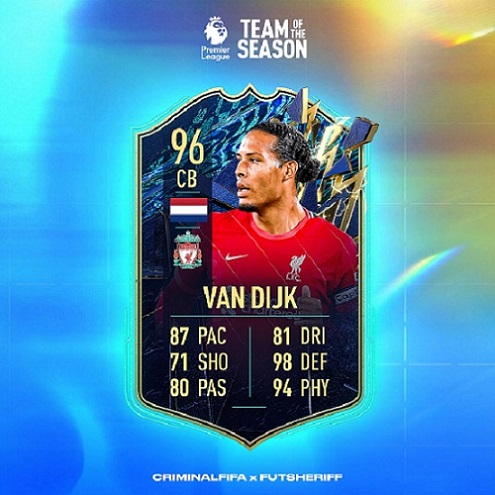 Premier
League
TEAM OF THE
SEASON
96
CB
VAN DIJK
87 PAC 81 DRI
71 SHO 98 DEF
80 PAS 94 PHY
CRIMINALFIFA x FUTSHERIFF